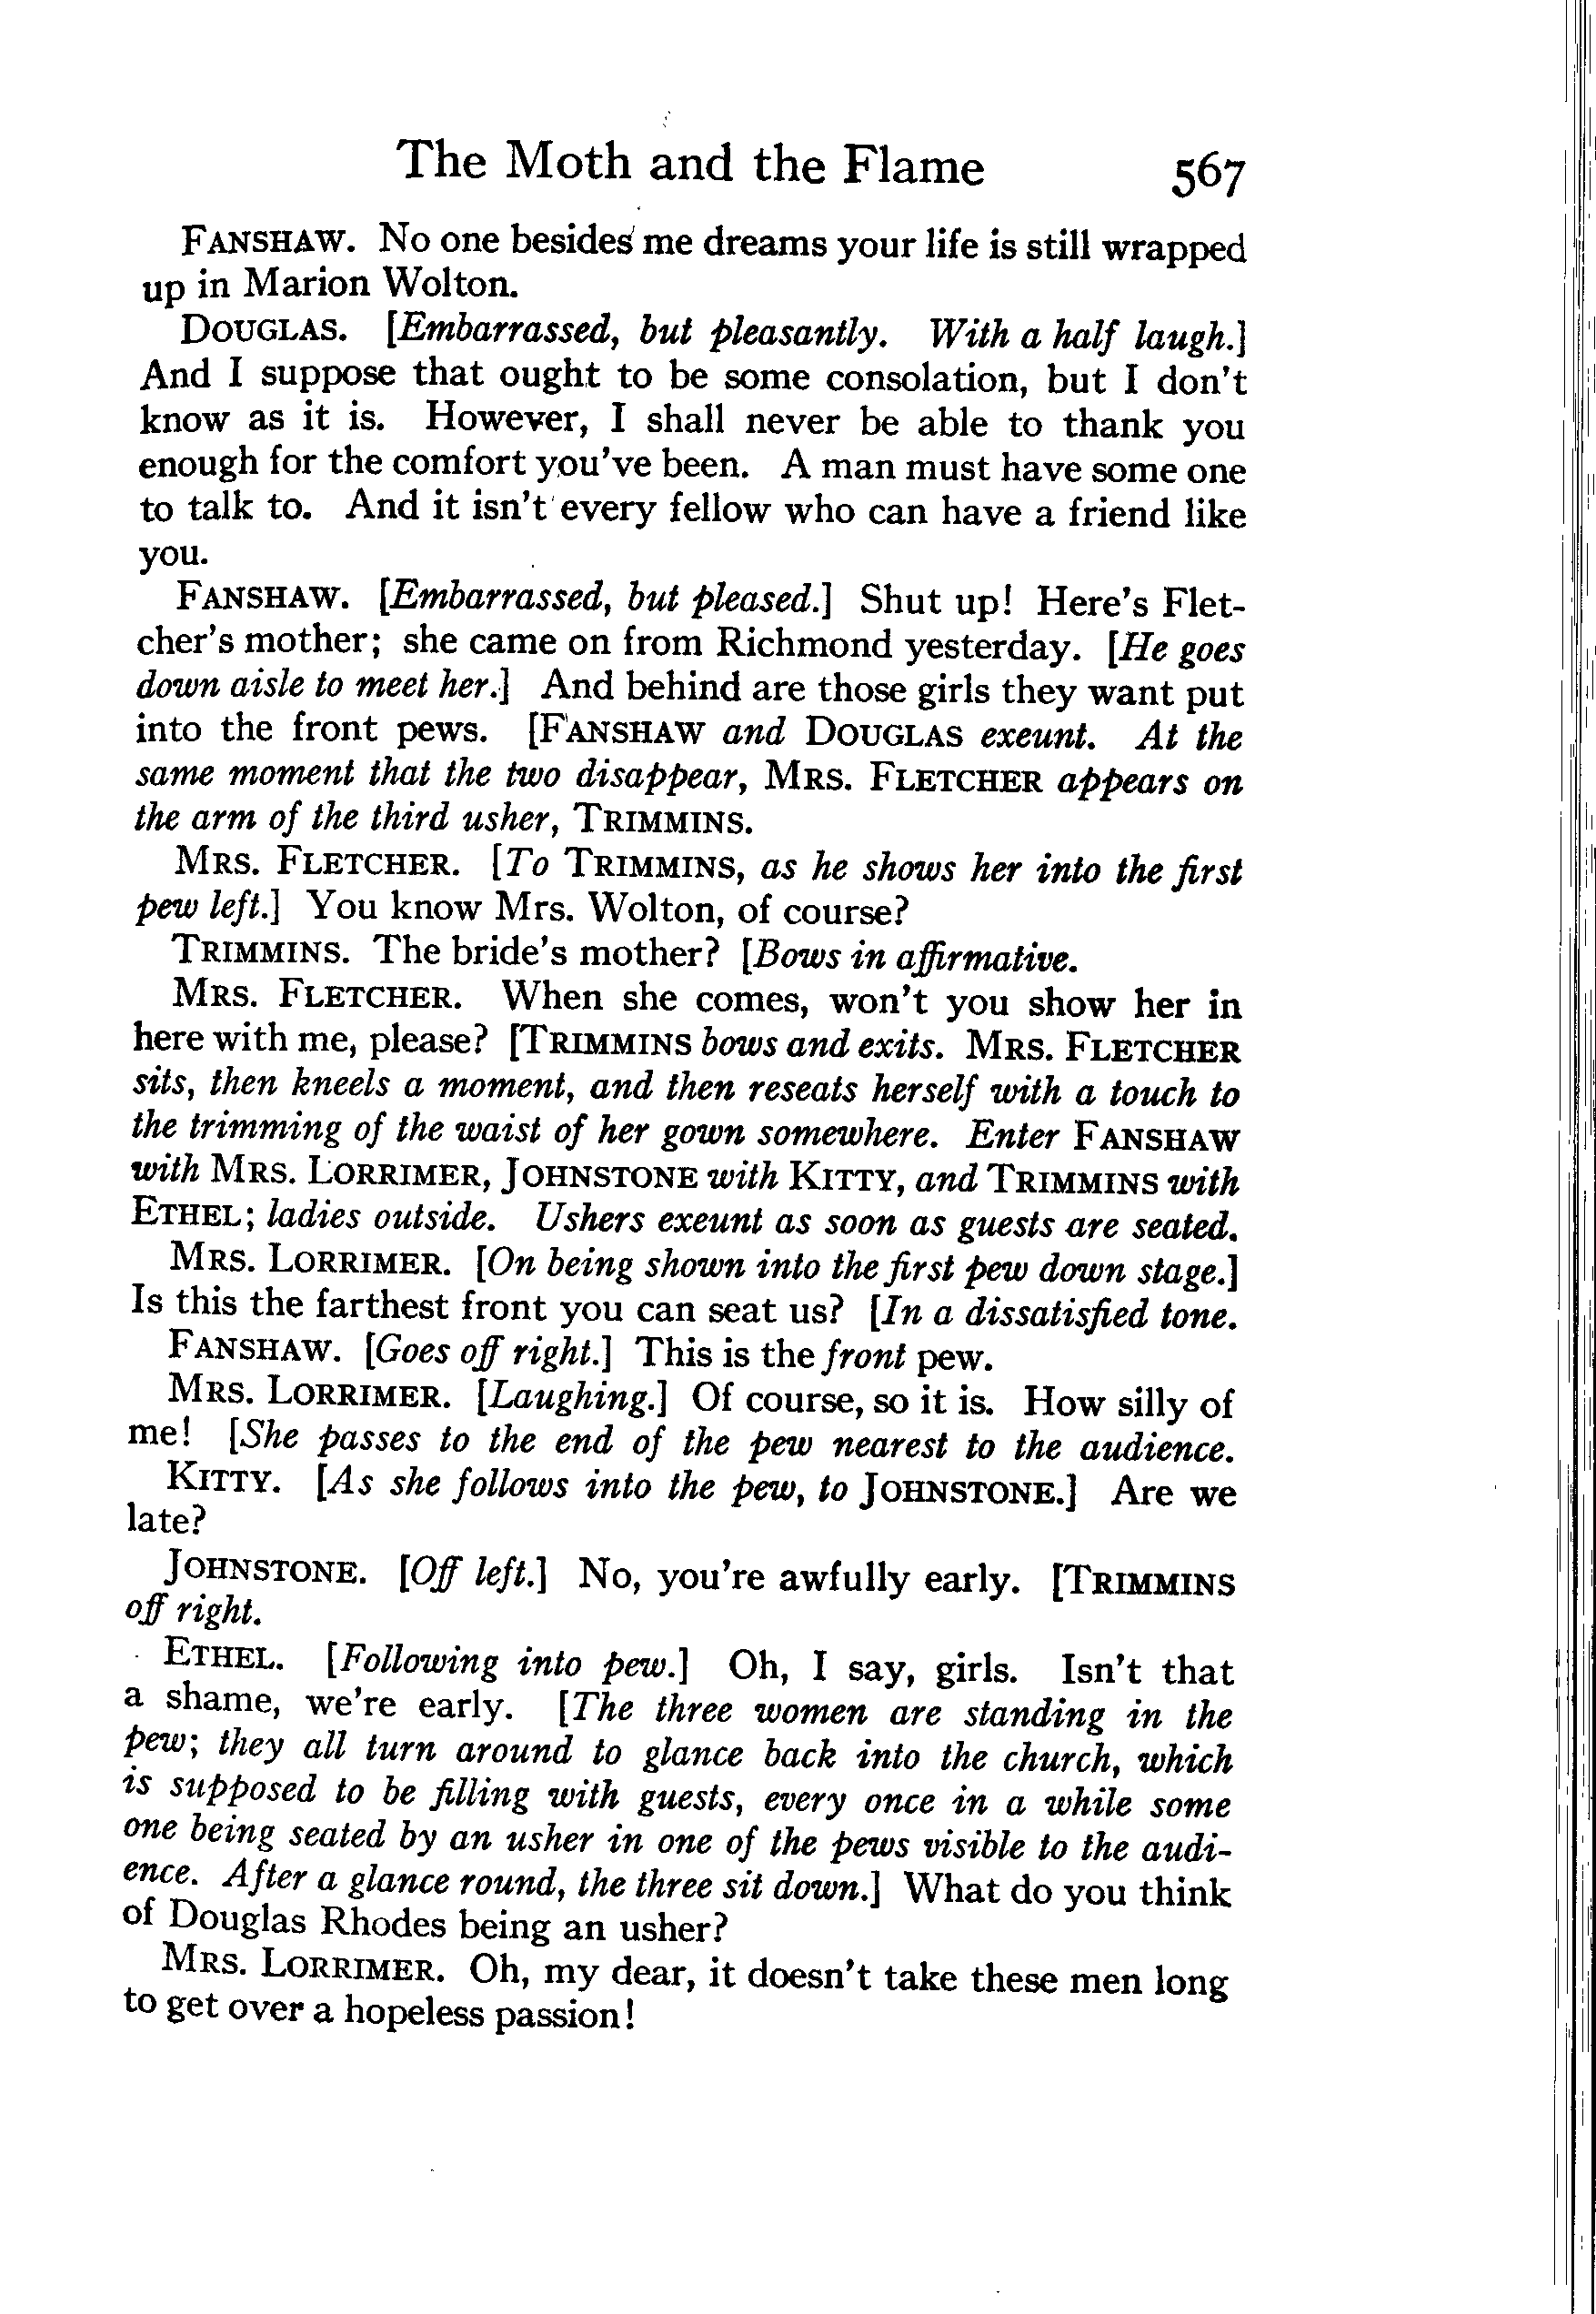 The Moth and the Flame 567
FANSHAW. No one besides me dreams your life is still wrapped
up in Marion Wolton.
DOUGLAS. [Embarrassed, but pleasantly. With a half laugh.]
And I suppose that ought to be some consolation, but I don't
know as it is. However, I shall never be able to thank you
enough for the comfort you've been. A man must have some one
to talk to. And it isn't every fellow who can have a friend like
you.
FANSHAW. [Embarrassed, but pleased.] Shut up! Here's Flet-
cher's mother; she came on from Richmond yesterday. [He goes
down aisle to meet her.] And behind are those girls they want put
into the front pews. [FANSHAW and DOUGLAS exeunt. At the
same moment that the two disappear, MRS. FLETCHER appears on
the arm of the third usher, TRIMMINS.
MRS. FLETCHER. [To TRIMMINS, as he shows her into the first
pew left.] You know Mrs. Wolton, of course?
TRIMMINS. The bride's mother? [Bows in affirmative.
MRS. FLETCHER. When she comes, won't you show her in
here with me, please? [TRIMMINS bows and exits. MRS. FLETCHER
sits, then kneels a moment, and then reseats herself with a touch to
the trimming of the waist of her gown somewhere. Enter FANSHAW
with MRS. LORRIMER, JOHNSTONE with KITTY, and TRIMMINS with
ETHEL; ladies outside. Ushers exeunt as soon as guests are seated.
MRS. LORRIMER. [On being shown into the first pew down stage.]
Is this the farthest front you can seat us? [In a dissatisfied tone.
FANSHAW. [Goes off right.] This is the front pew.
MRS. LORRIMER. [Laughing.] Of course, so it is. How silly of
me! [She passes to the end of the pew nearest to the audience.
KITTY. [As she follows into the pew, to JOHNSTONE.] Are we
late?
JOHNSTONE. [Off left.] No, you're awfully early. [TRIMMINS
off right.
ETHEL. [Following into pew.] Oh, I say, girls. Isn't that
a shame, we're early. [The three women are standing in the
pew; they all turn around to glance back into the church, which
is supposed to be filling with guests, every once in a while some
one being seated by an usher in one of the pews visible to the audi-
ence. After a glance round, the three sit down.] What do you think
of Douglas Rhodes being an usher?
MRS. LORRIMER. Oh, my dear, it doesn't take these men long
to get over a hopeless passion!